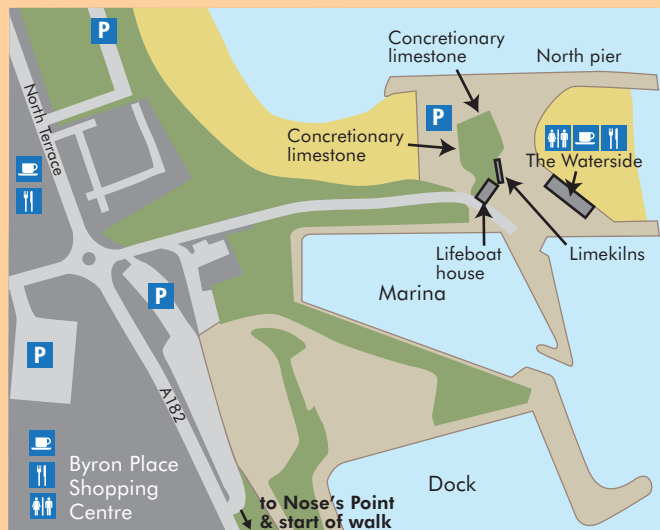 P
Concretionary
limestone
North pier
North Terrace
P
Concretionary
limestone
The Waterside
Lifeboat
house
Limekilns
Marina
P
P
A182
Byron Place
Shopping
Centre
Dock
to Nose's Point
& start of walk